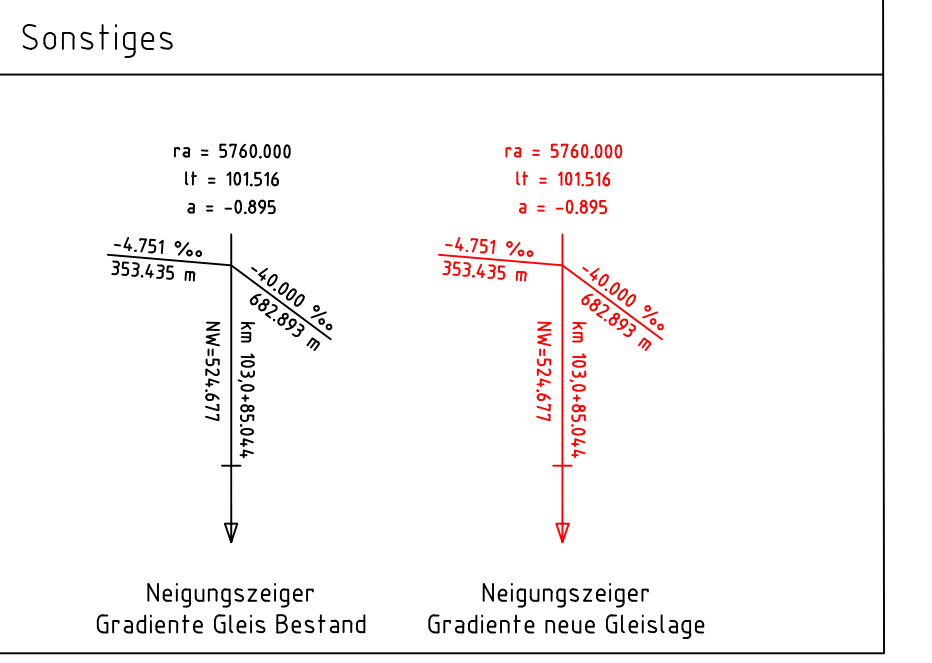 Sonstiges
ra = 5760.000
lt = 101.516
a = -0.895
-4.751 ‰
353.435 m
-40.000 ‰
682.893 m
NW=524.677
km 103,0+85.044
Neigungszeiger
Gradiente Gleis Bestand
ra = 5760.000
lt = 101.516
a = -0.895
-4.751 ‰
353.435 m
-40.000 ‰
682.893 m
NW=524.677
km 103,0+85.044
Neigungszeiger
Gradiente neue Gleislage